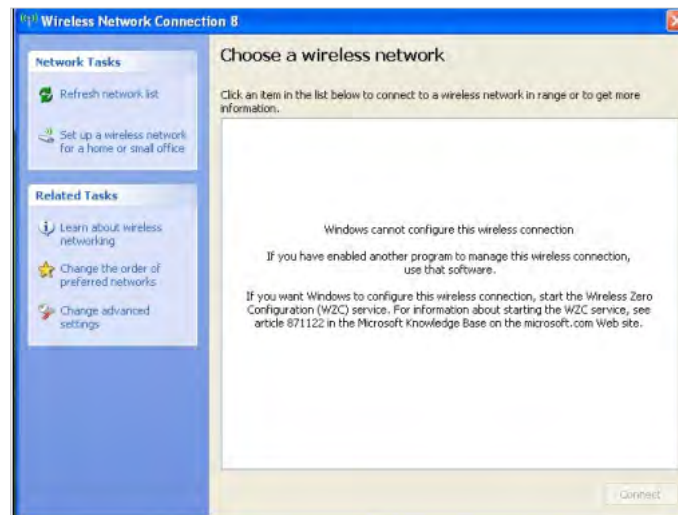 Wireless Network Connection 8
Network Tasks
Refresh network list
Set up a wireless network
for a home or small office
Related Tasks
Learn about wireless
networking
Change the order of
preferred networks
Change advanced
settings
Choose a wireless network
Click an item in the list below to connect to a wireless network in range or to get more
information.
Windows cannot configure this wireless connection
If you have enabled another program to manage this wireless connection,
use that software.
If you want Windows to configure this wireless connection, start the Wireless Zero
Configuration (WZC) service. For information about starting the WZC service, see
article 871122 in the Microsoft Knowledge Base on the microsoft.com Web site.
Connect